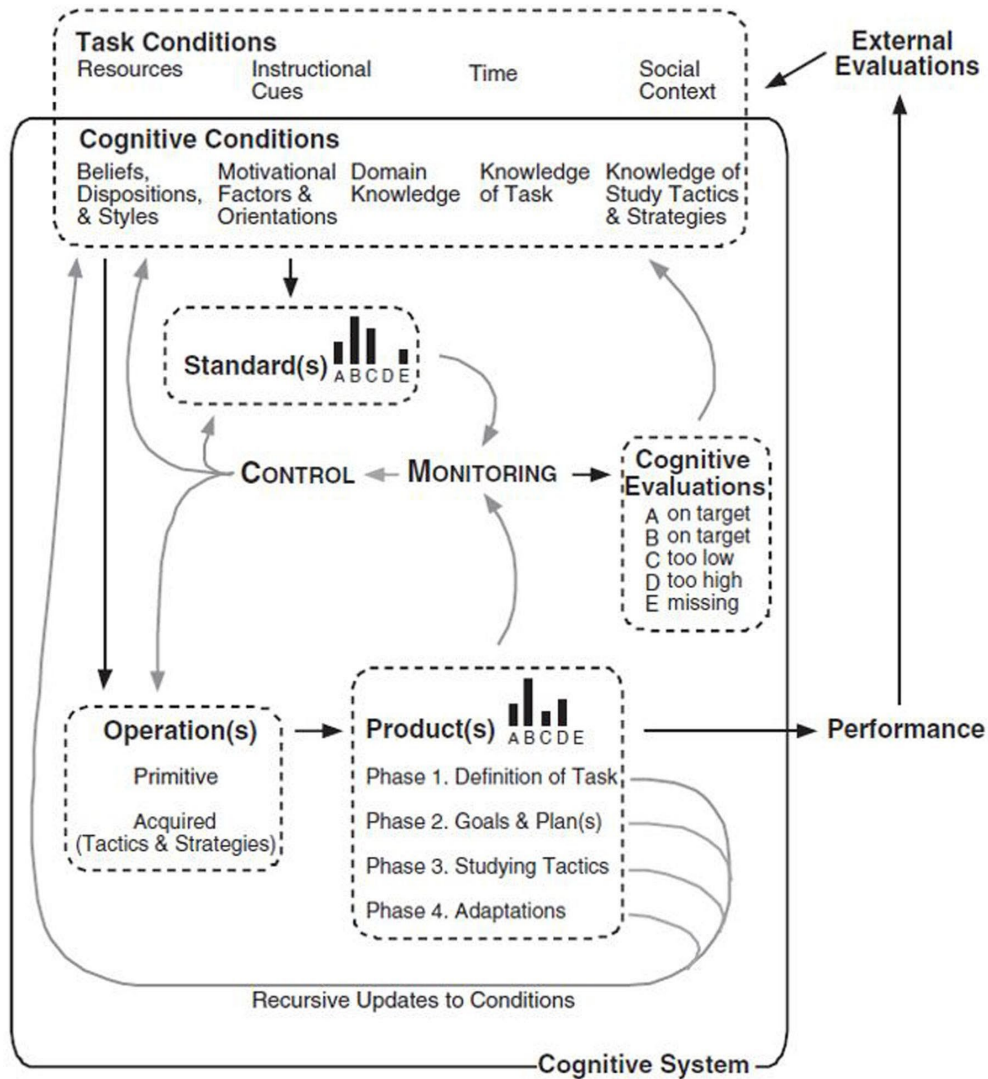 Task Conditions
Resources
Instructional
Cues
Time
Social
Context
External
Evaluations
Cognitive Conditions
Beliefs,
Dispositions,
& Styles
Motivational
Factors &
Orientations
Domain
Knowledge
Knowledge
of Task
Knowledge of
Study Tactics
& Strategies
Standard(s)
A B C D E
CONTROL
MONITORING
Cognitive
Evaluations
A on target
B on target
C too low
D too high
E missing
Operation(s)
Primitive
Acquired
(Tactics & Strategies)
Product(s)
A B C D E
Phase 1. Definition of Task
Phase 2. Goals & Plan(s)
Phase 3. Studying Tactics
Phase 4. Adaptations
Performance
Recursive Updates to Conditions
Cognitive System